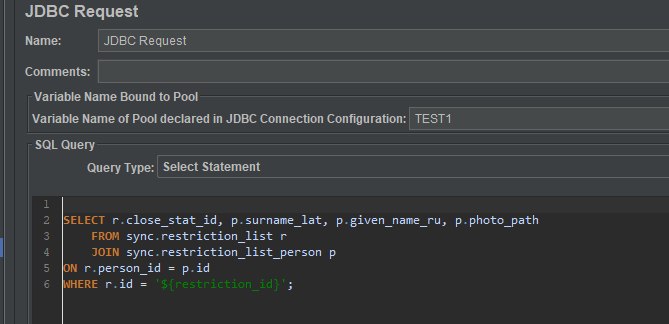 JDBC Request
Name: JDBC Request
Comments:
Variable Name Bound to Pool
Variable Name of Pool declared in JDBC Connection Configuration: TEST1
SQL Query
Query Type: Select Statement
1
2 SELECT r.close_stat_id, p.surname_lat, p.given_name_ru, p.photo_path
3 FROM sync.restriction_list r
4 JOIN sync.restriction_list_person p
5 ON r.person_id = p.id
6 WHERE r.id = '${restriction_id}';